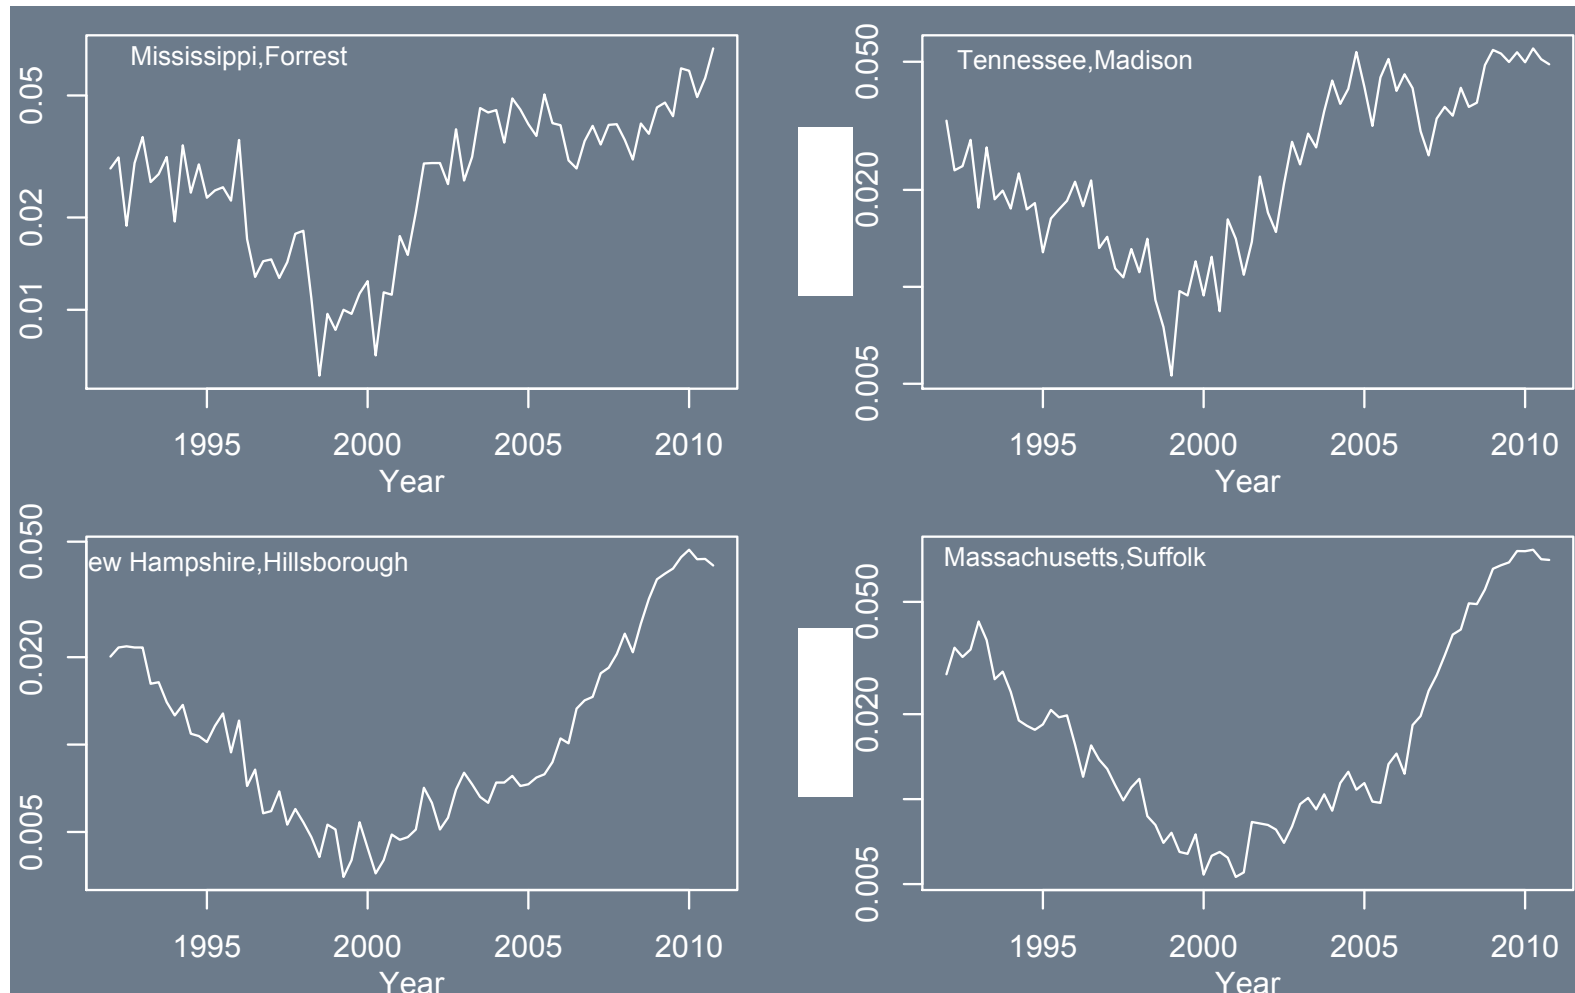 Mississippi,Forrest
0.05
0.02
0.01
1995 2000 2005 2010
Year
Tennessee,Madison
0.050
0.020
0.005
1995 2000 2005 2010
Year
ew Hampshire,Hillsborough
0.050
0.020
0.005
1995 2000 2005 2010
Year
Massachusetts,Suffolk
0.050
0.020
0.005
1995 2000 2005 2010
Year